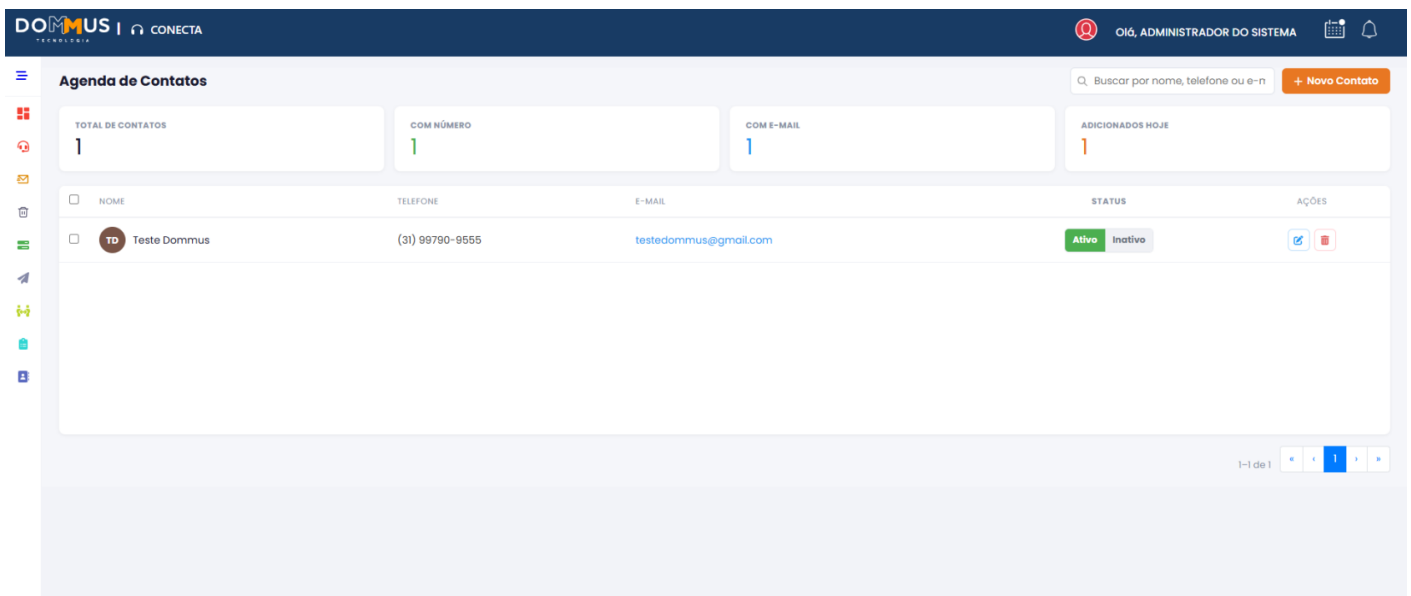 DOMMUS | CONECTA
TECNOLOGIA
Olá, ADMINISTRADOR DO SISTEMA
Agenda de Contatos
Buscar por nome, telefone ou e-m
+ Novo Contato
TOTAL DE CONTATOS
1
COM NÚMERO
1
COM E-MAIL
1
ADICIONADOS HOJE
1
NOME TELEFONE E-MAIL STATUS AÇÕES
TD Teste Dommus (31) 99790-9555 testedommus@gmail.com Ativo Inativo
1-1 de 1 « ‹ 1 › »